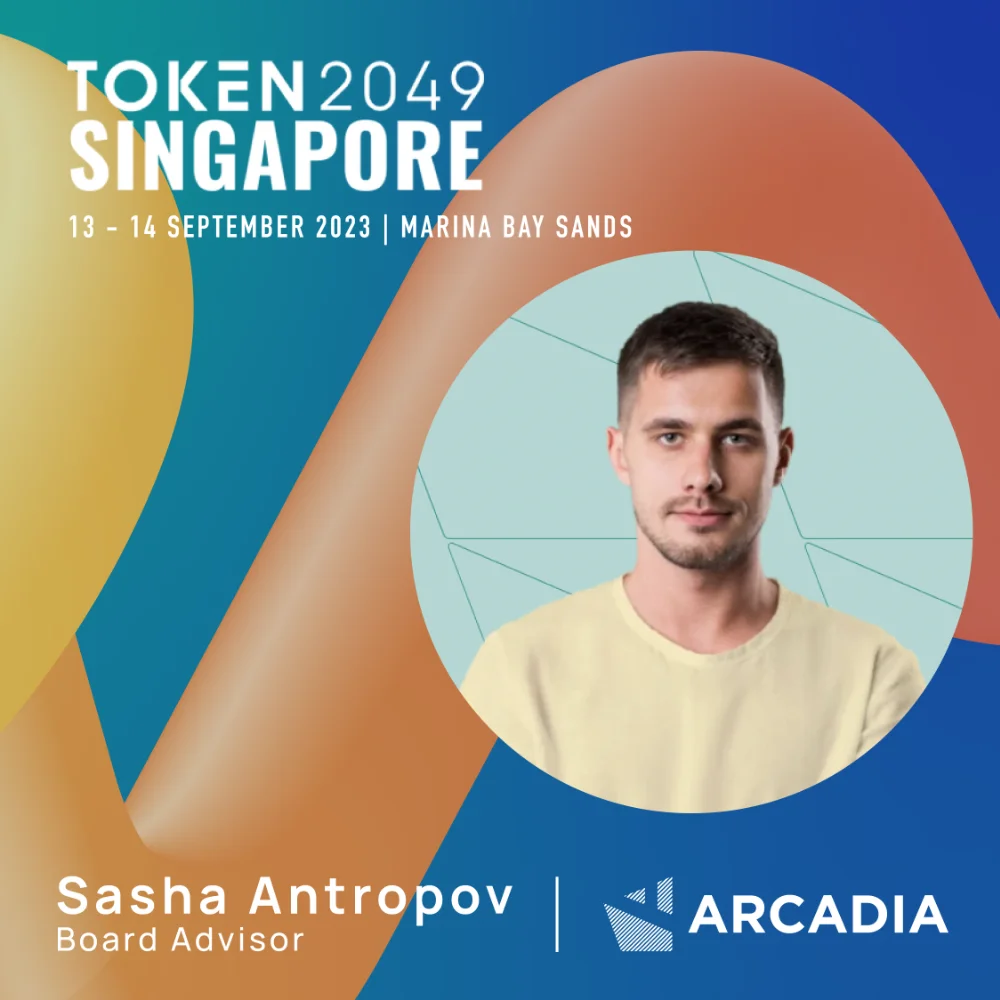 TOKEN2049
SINGAPORE
13 - 14 SEPTEMBER 2023 | MARINA BAY SANDS
Sasha Antropov
Board Advisor
ARCADIA